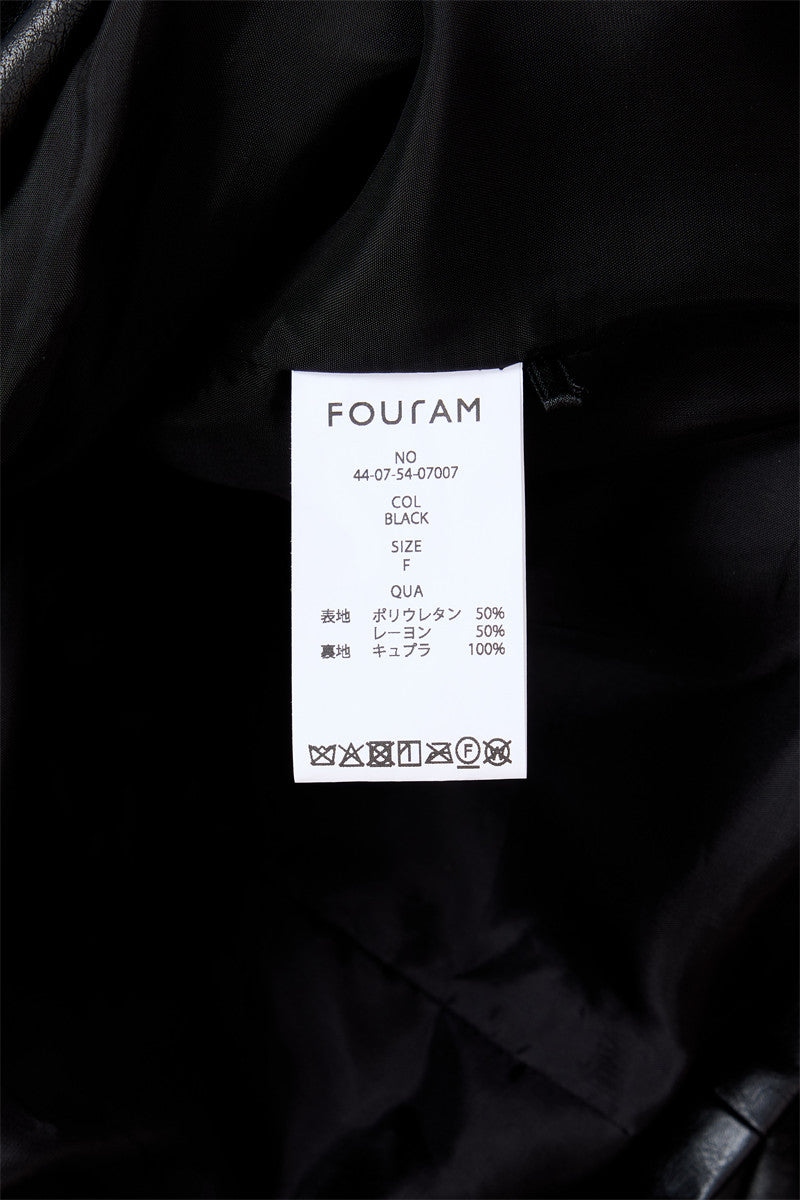 FOURAM
NO
44-07-54-07007
COL
BLACK
SIZE
F
QUA
表地 ポリウレタン 50%
レーヨン 50%
裏地 キュプラ 100%
F W